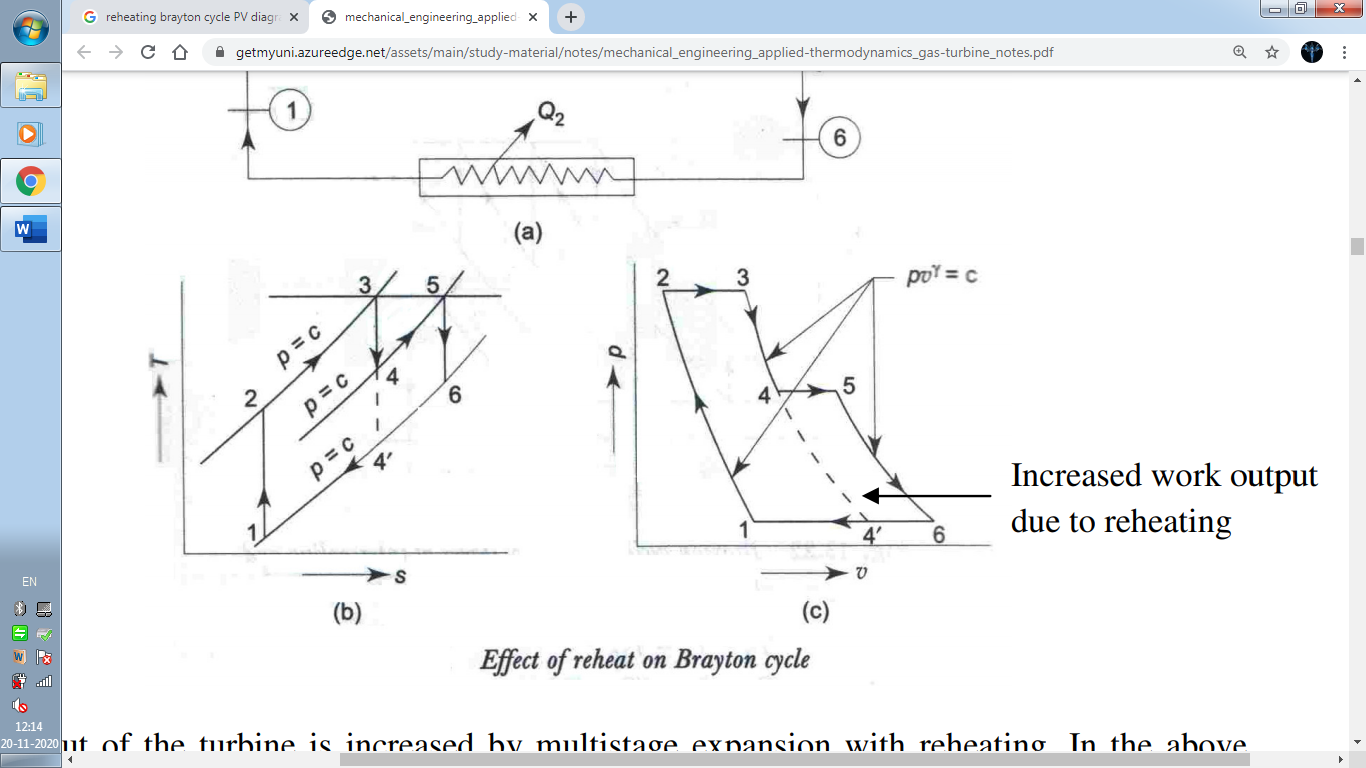 reheating brayton cycle PV diagra
mechanical_engineering_applied-
getmyuni.azureedge.net/assets/main/study-material/notes/mechanical_engineering_applied-thermodynamics_gas-turbine_notes.pdf
1
Q2
6
(a)
T
3
5
p = c
2
p = c
4
6
p = c
4′
1
s
(b)
p
2
3
pvᵞ = c
4
5
1
4′
6
v
(c)
Increased work output
due to reheating
Effect of reheat on Brayton cycle
ut of the turbine is increased by multistage expansion with reheating. In the above
EN
12:14
20-11-2020